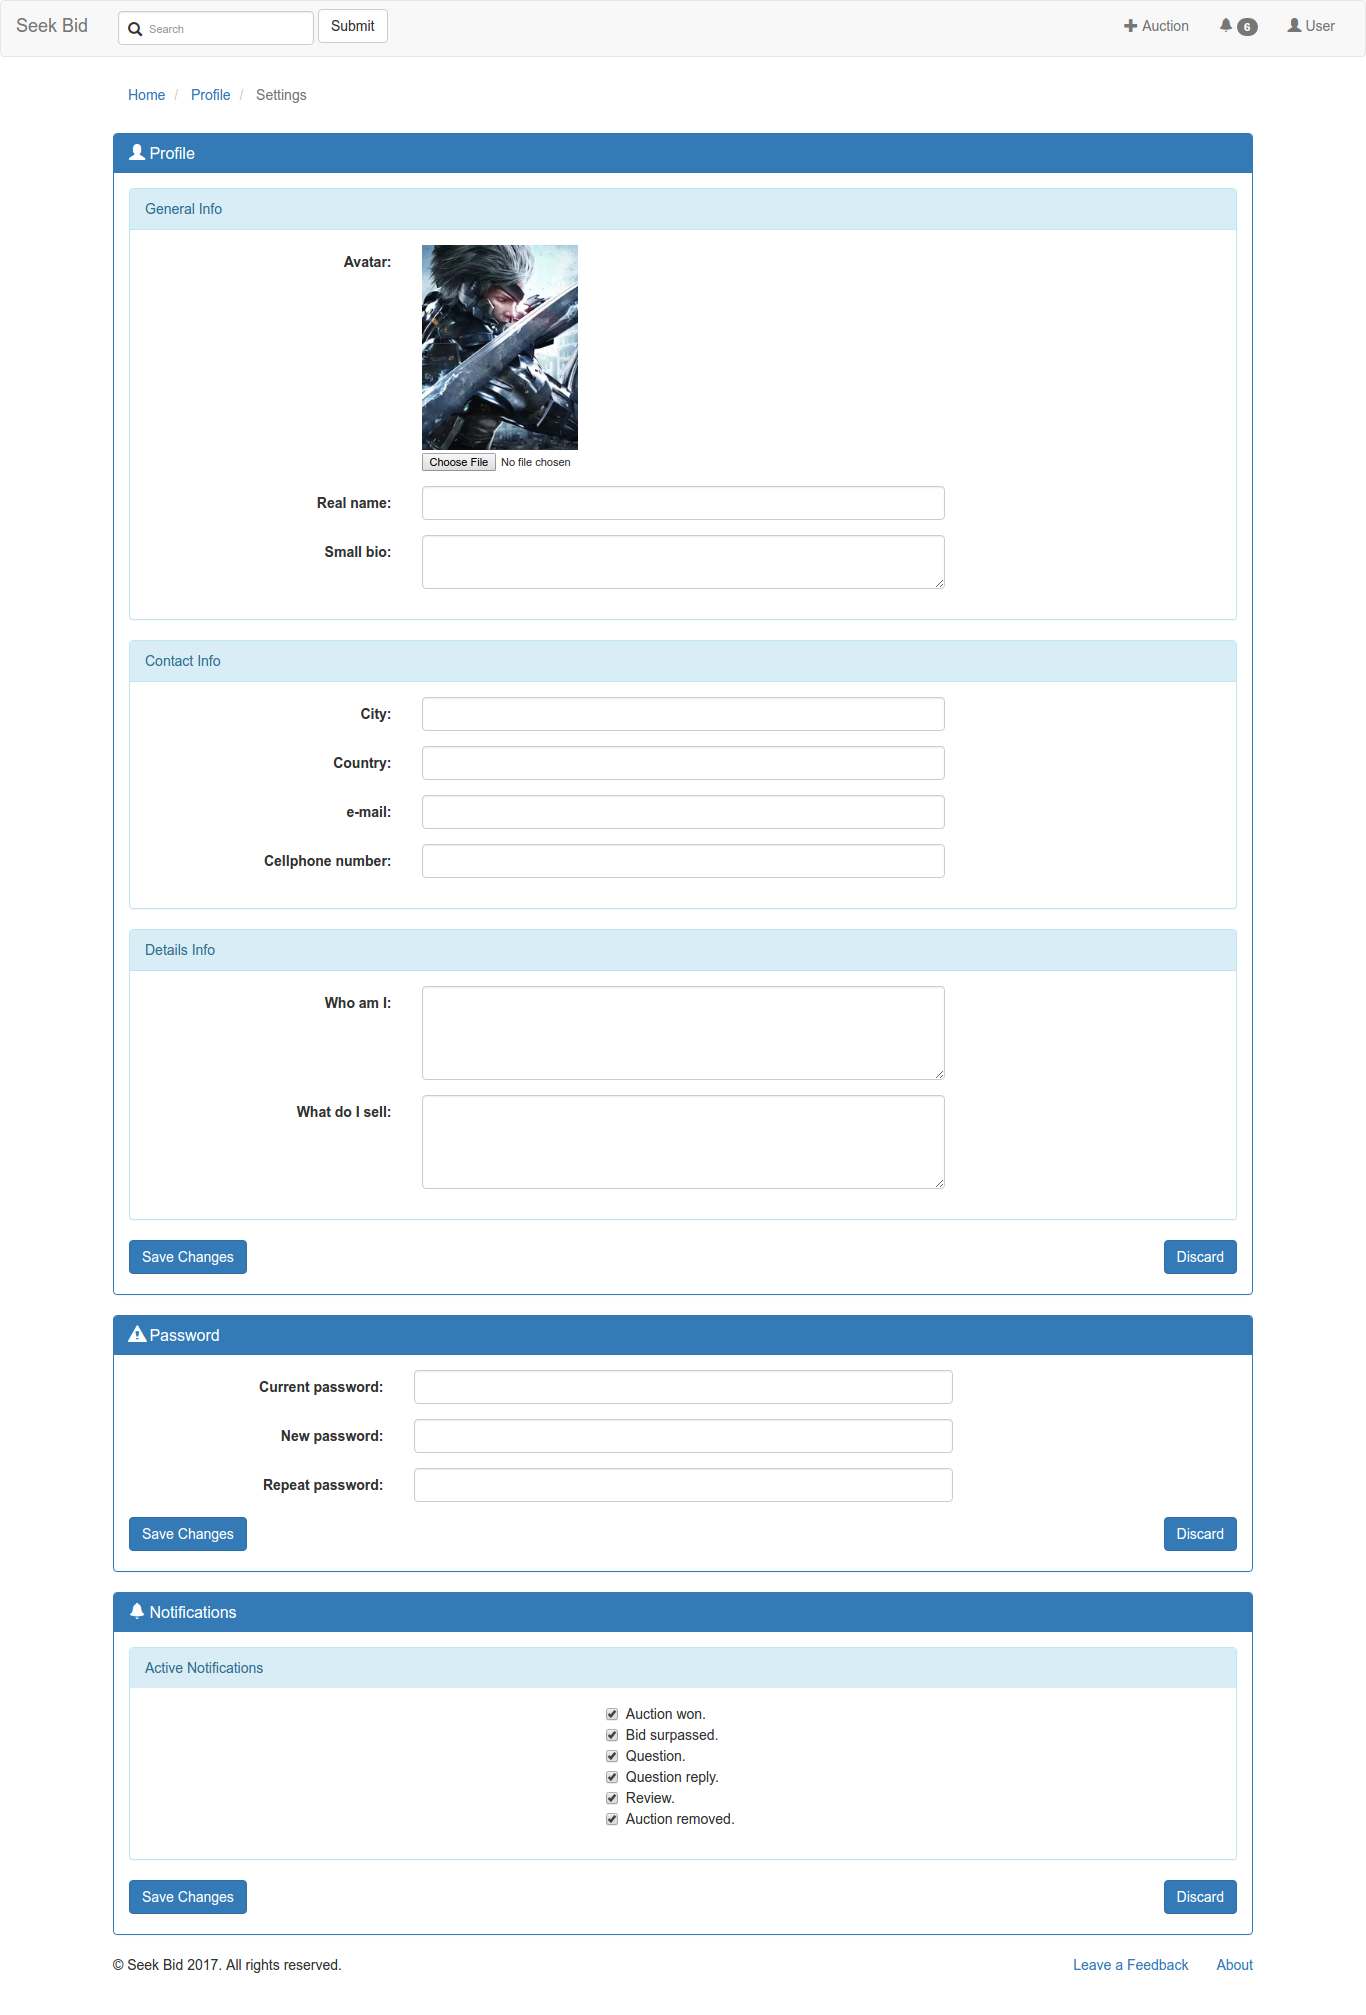 Seek Bid Search Submit Auction 6 User
Home / Profile / Settings
Profile
General Info
Avatar:
Choose File No file chosen
Real name:
Small bio:
Contact Info
City:
Country:
e-mail:
Cellphone number:
Details Info
Who am I:
What do I sell:
Save Changes Discard
Password
Current password:
New password:
Repeat password:
Save Changes Discard
Notifications
Active Notifications
Auction won.
Bid surpassed.
Question.
Question reply.
Review.
Auction removed.
Save Changes Discard
© Seek Bid 2017. All rights reserved. Leave a Feedback About